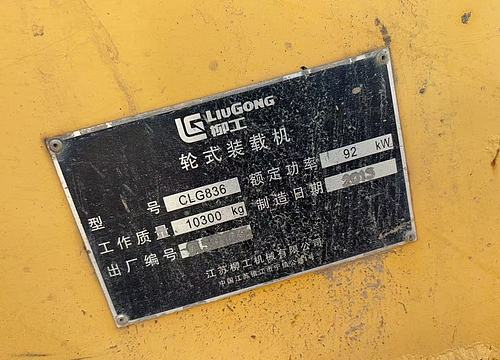 LIUGONG
柳工
轮式装载机
型 号 CLG836 额定功率 92 kW
工作质量 10300 kg 制造日期 2013
出厂编号
江苏柳工机械有限公司